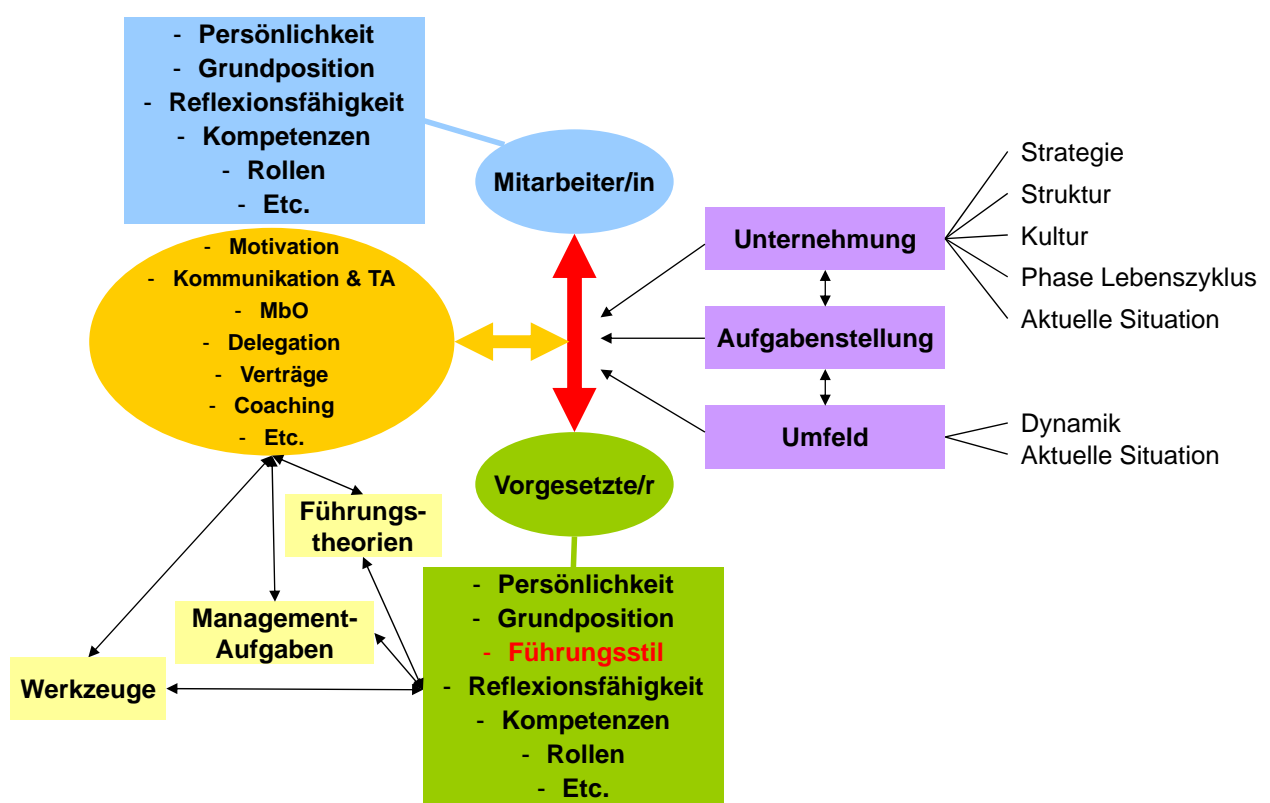 - Persönlichkeit
- Grundposition
- Reflexionsfähigkeit
- Kompetenzen
- Rollen
- Etc.
Mitarbeiter/in
- Motivation
- Kommunikation & TA
- MbO
- Delegation
- Verträge
- Coaching
- Etc.
Unternehmung
Aufgabenstellung
Umfeld
Strategie
Struktur
Kultur
Phase Lebenszyklus
Aktuelle Situation
Dynamik
Aktuelle Situation
Vorgesetzte/r
Führungs-
theorien
Management-
Aufgaben
Werkzeuge
- Persönlichkeit
- Grundposition
- Führungsstil
- Reflexionsfähigkeit
- Kompetenzen
- Rollen
- Etc.